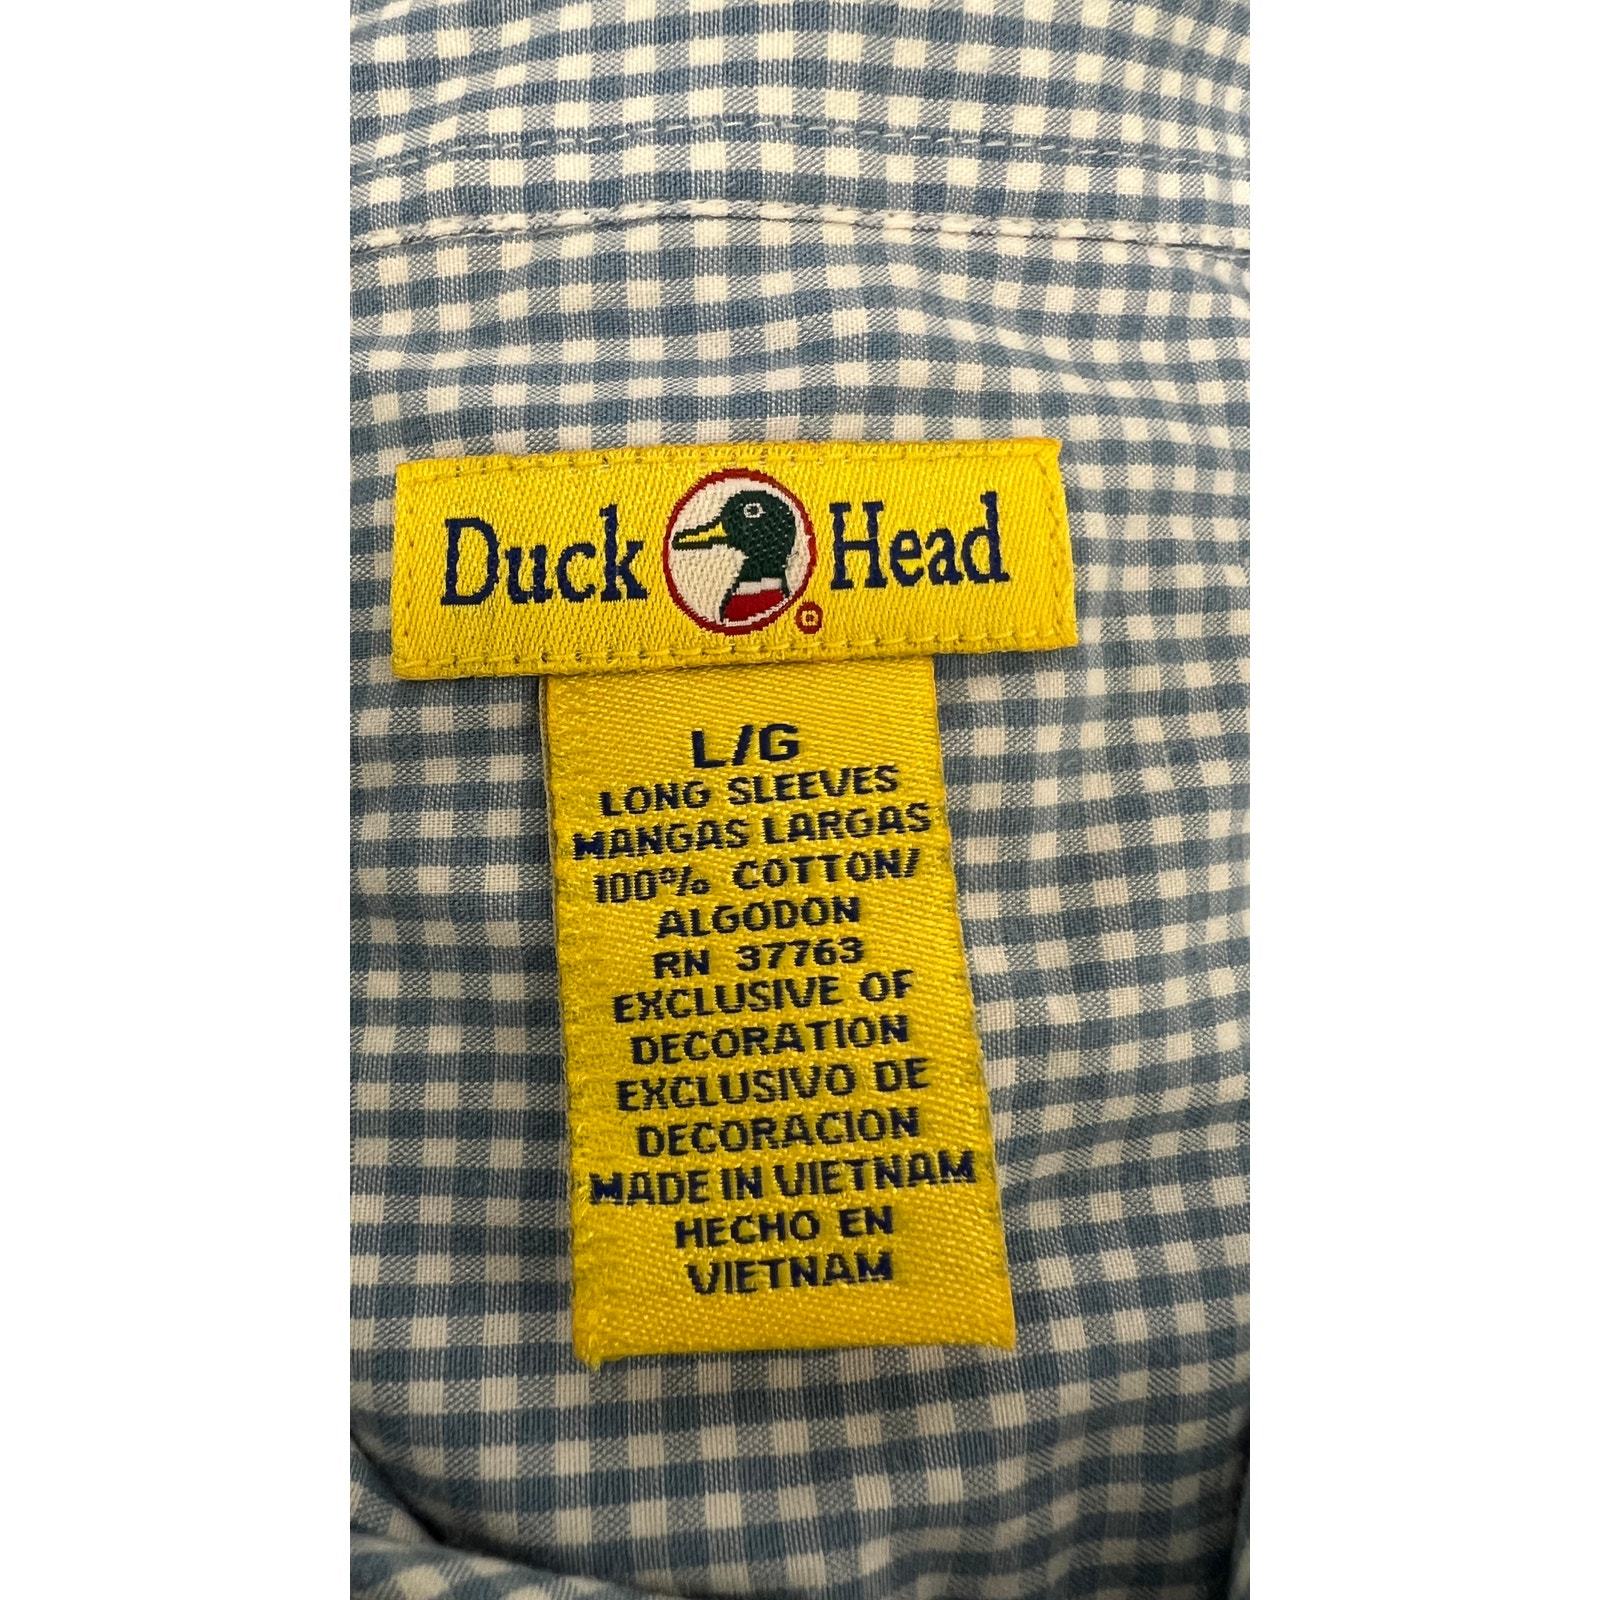 Duck Head
L/G
LONG SLEEVES
MANGAS LARGAS
100% COTTON/
ALGODON
RN 37763
EXCLUSIVE OF
DECORATION
EXCLUSIVO DE
DECORACION
MADE IN VIETNAM
HECHO EN
VIETNAM